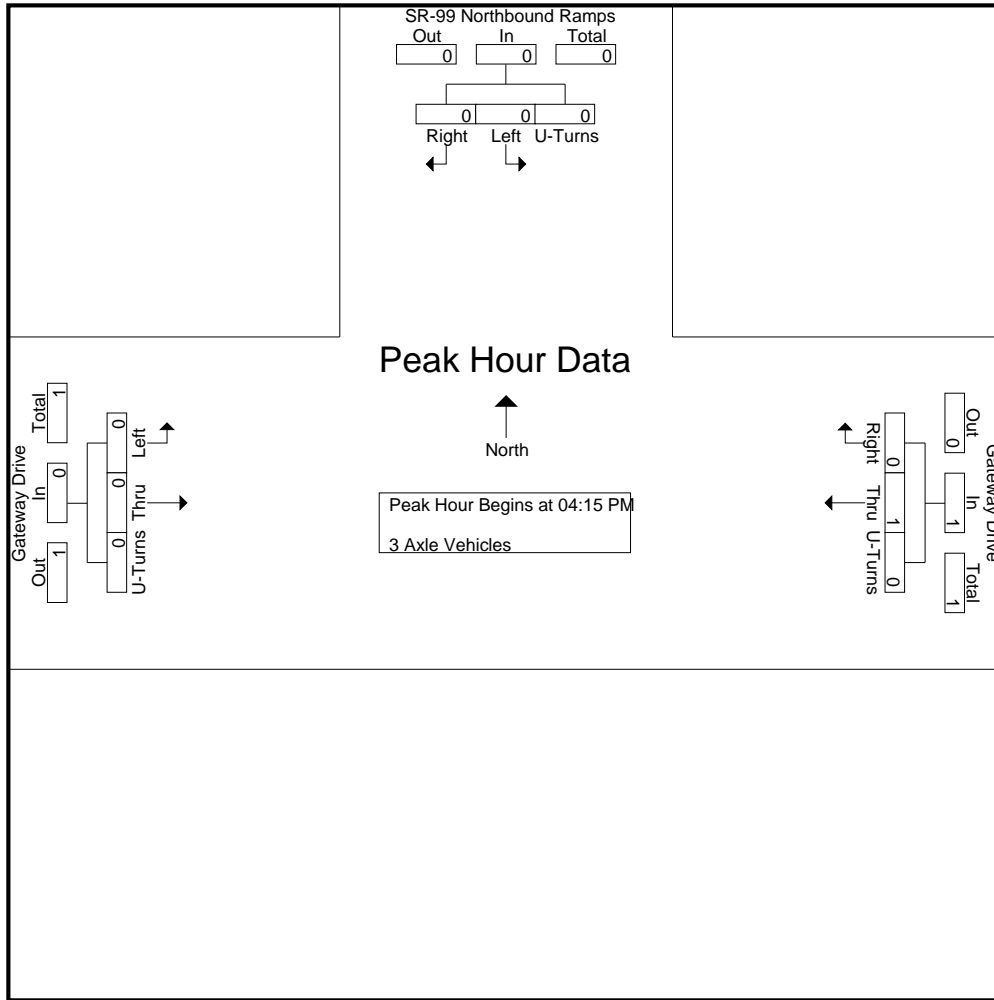 SR-99 Northbound Ramps
Out In Total
0 0 0
0 0 0
Right Left U-Turns
Peak Hour Data
North
Peak Hour Begins at 04:15 PM
3 Axle Vehicles
Gateway Drive
Out In Total
1 0 1
0 0 0
Left Thru U-Turns
Gateway Drive
Out In Total
0 1 1
0 1 0
Right Thru U-Turns